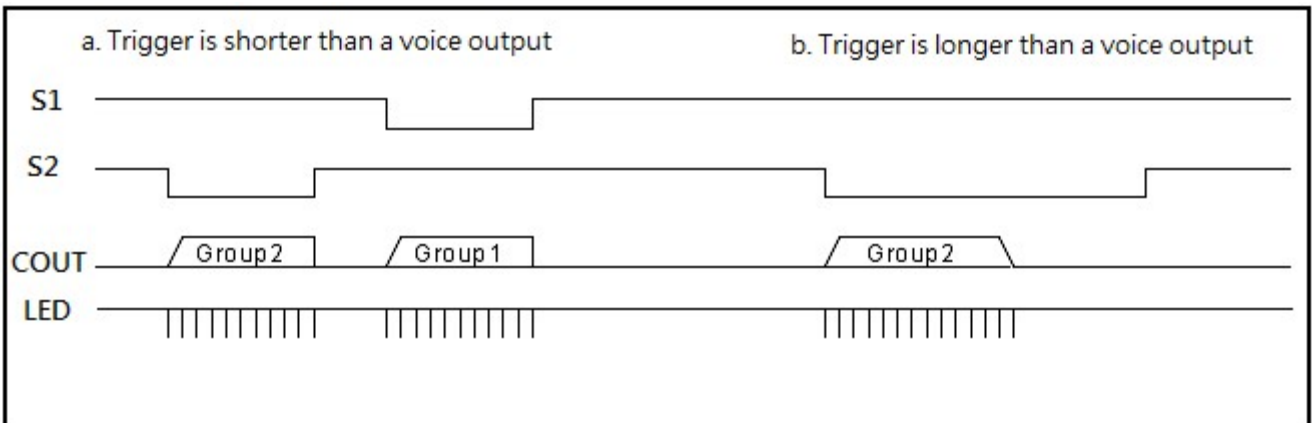 a. Trigger is shorter than a voice output
b. Trigger is longer than a voice output
S1
S2
COUT
Group2
Group1
Group2
LED